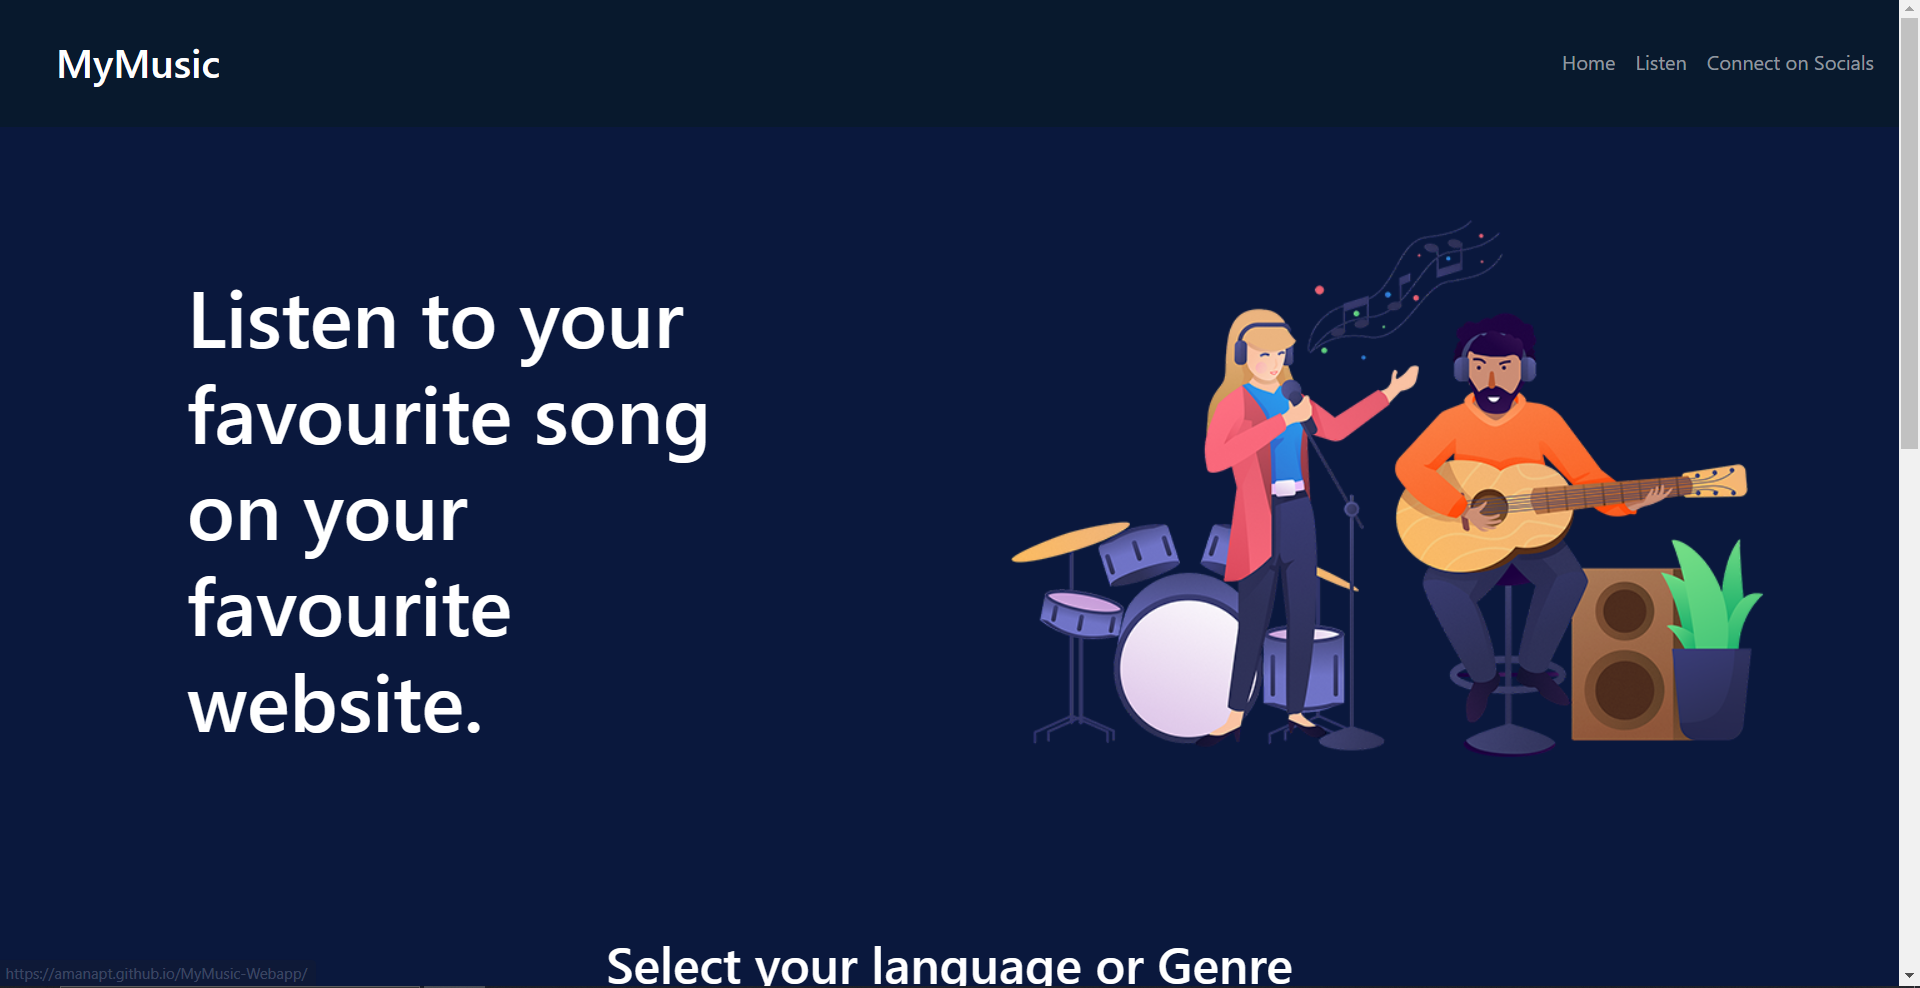 MyMusic
Home Listen Connect on Socials
Listen to your
favourite song
on your
favourite
website.
Select your language or Genre
https://amanapt.github.io/MyMusic-Webapp/